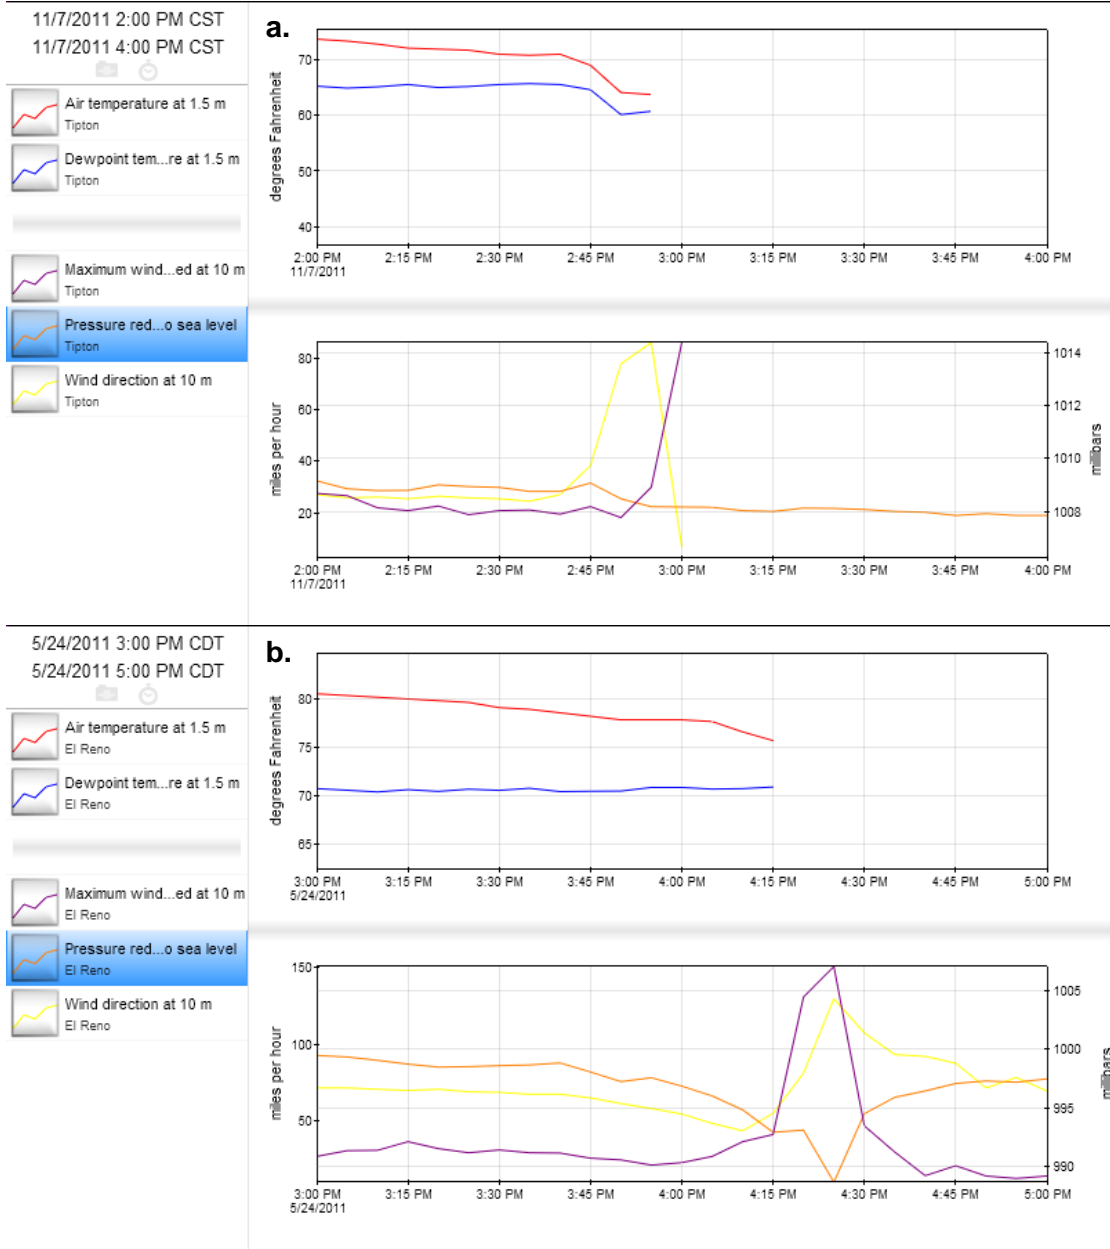 11/7/2011 2:00 PM CST
11/7/2011 4:00 PM CST
Air temperature at 1.5 m
Tipton
Dewpoint tem...re at 1.5 m
Tipton
Maximum wind...ed at 10 m
Tipton
Pressure red...o sea level
Tipton
Wind direction at 10 m
Tipton
a.
degrees Fahrenheit
70
60
50
40
2:00 PM 2:15 PM 2:30 PM 2:45 PM 3:00 PM 3:15 PM 3:30 PM 3:45 PM 4:00 PM
11/7/2011
miles per hour
80
60
40
20
1014
1012
1010
1008
millibars
2:00 PM 2:15 PM 2:30 PM 2:45 PM 3:00 PM 3:15 PM 3:30 PM 3:45 PM 4:00 PM
11/7/2011
5/24/2011 3:00 PM CDT
5/24/2011 5:00 PM CDT
Air temperature at 1.5 m
El Reno
Dewpoint tem...re at 1.5 m
El Reno
Maximum wind...ed at 10 m
El Reno
Pressure red...o sea level
El Reno
Wind direction at 10 m
El Reno
b.
degrees Fahrenheit
80
75
70
65
3:00 PM 3:15 PM 3:30 PM 3:45 PM 4:00 PM 4:15 PM 4:30 PM 4:45 PM 5:00 PM
5/24/2011
miles per hour
150
100
50
1005
1000
995
990
millibars
3:00 PM 3:15 PM 3:30 PM 3:45 PM 4:00 PM 4:15 PM 4:30 PM 4:45 PM 5:00 PM
5/24/2011